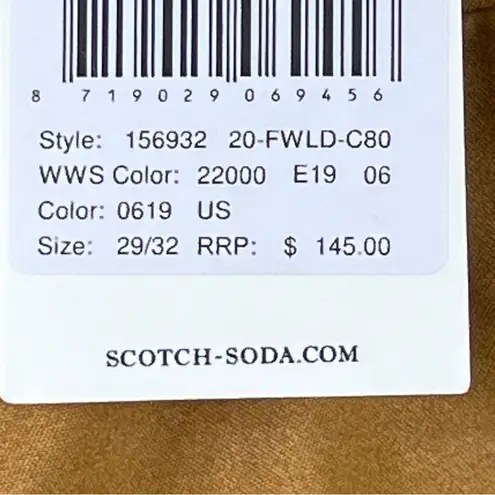 8 719029 069456
Style: 156932 20-FWLD-C80
WWS Color: 22000 E19 06
Color: 0619 US
Size: 29/32 RRP: $ 145.00
SCOTCH-SODA.COM